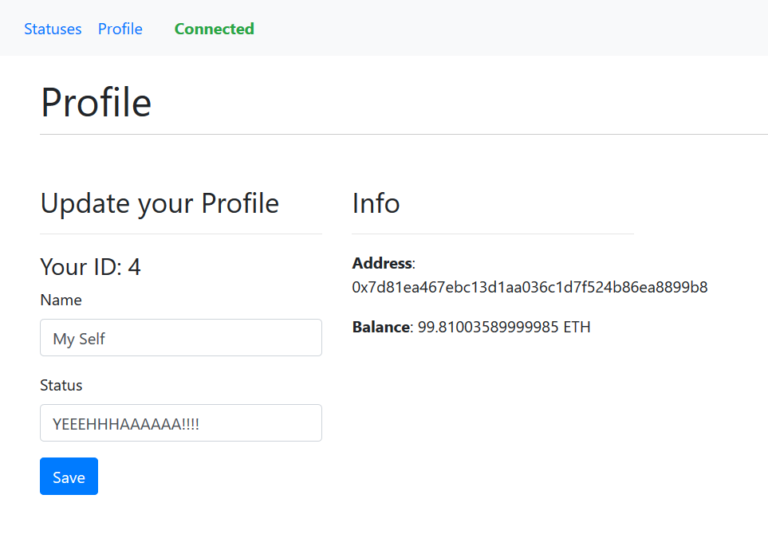 Statuses Profile Connected
Profile
Update your Profile
Your ID: 4
Name
My Self
Status
YEEEHHHAAAAAA!!!!
Save
Info
Address:
0x7d81ea467ebc13d1aa036c1d7f524b86ea8899b8
Balance: 99.81003589999985 ETH